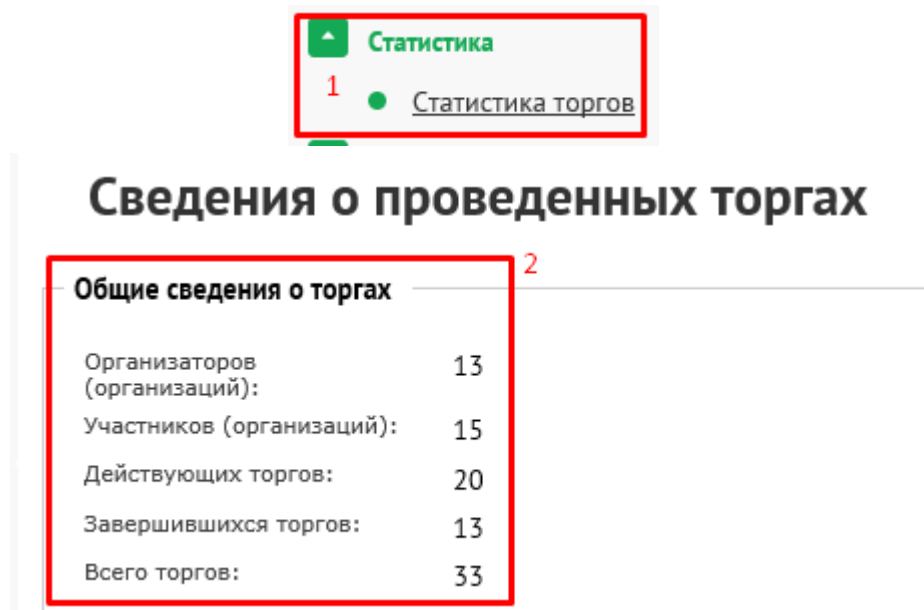 Статистика
1
Статистика торгов
Сведения о проведенных торгах
2
Общие сведения о торгах
Организаторов
(организаций):
13
Участников (организаций):
15
Действующих торгов:
20
Завершившихся торгов:
13
Всего торгов:
33